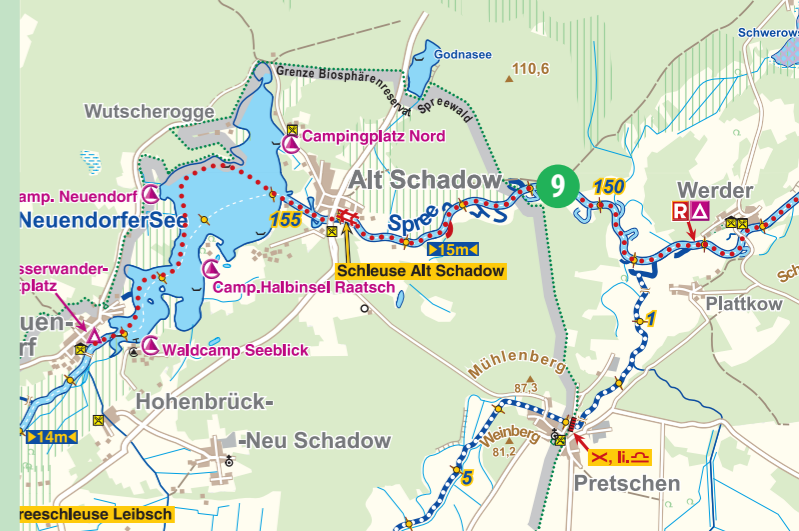 Schwerows
Godnasee
110,6
Grenze Biosphärenreservat Spreewald
Wutscherogge
Campingplatz Nord
Alt Schadow
9
150
Werder
R
amp. Neuendorf
NeuendorferSee
155
Spree
15m
Schleuse Alt Schadow
sserwander-
platz
Camp.Halbinsel Raatsch
Plattkow
uen-
rf
1
Waldcamp Seeblick
Mühlenberg
87,3
Hohenbrück-
-Neu Schadow
Weinberg
81,2
14m
5
, li.
Pretschen
reeschleuse Leibsch